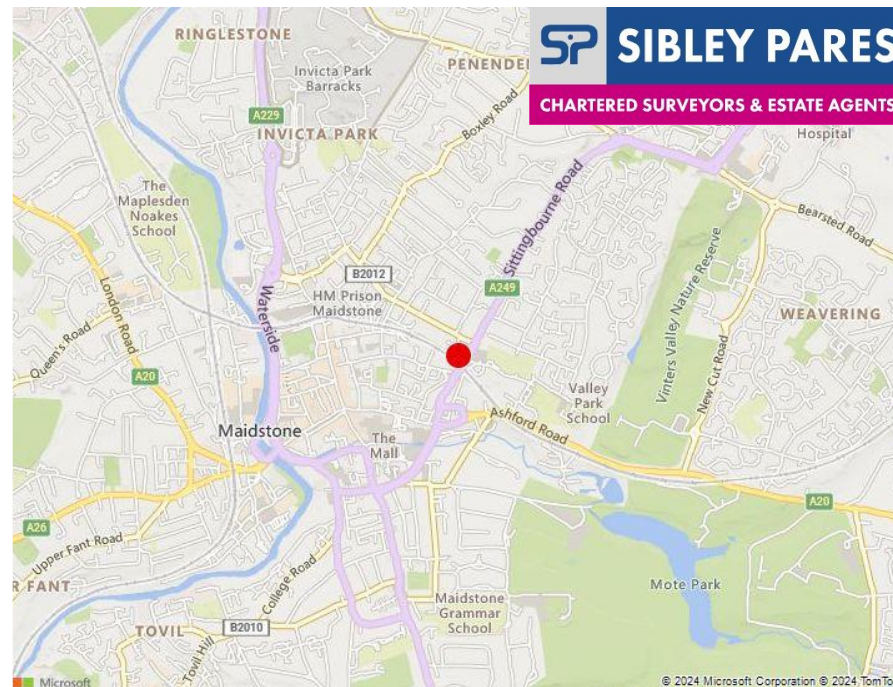 SP SIBLEY PARES
CHARTERED SURVEYORS & ESTATE AGENTS
RINGLESTONE
Invicta Park
Barracks
PENENDE
A229
Boxley Road
INVICTA PARK
Hospital
The
Maplesden
Noakes
School
Sittingbourne Road
Bearsted Road
B2012
London Road
Waterside
HM Prison
Maidstone
A249
Vinters Valley Nature Reserve
WEAVERING
Queen's Road
New Cut Road
A20
Valley
Park
School
Ashford Road
Maidstone
The
Mall
A20
A26
Upper Fant Road
R FANT
College Road
Mote Park
Maidstone
Grammar
School
TOVIL
Tovil Hill
B2010
Microsoft
© 2024 Microsoft Corporation © 2024 TomTo